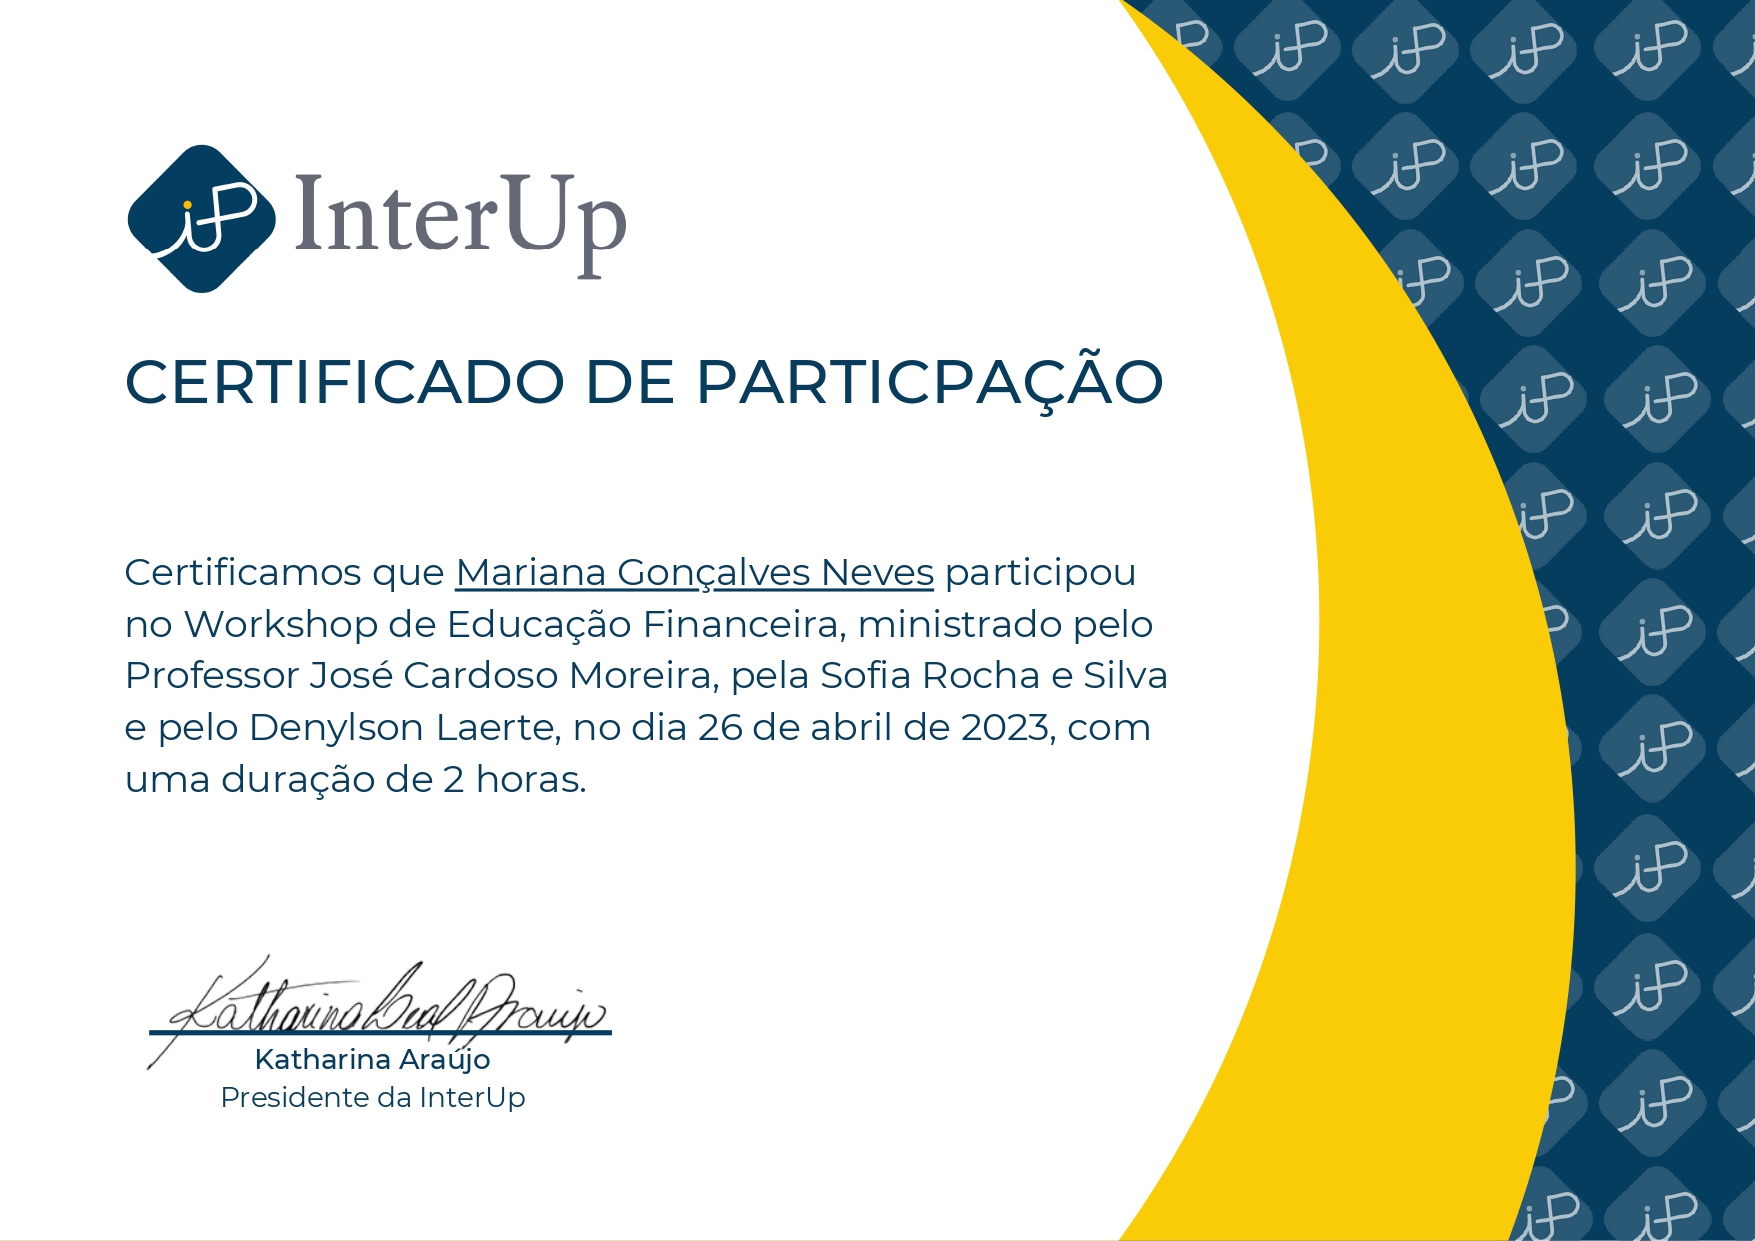 iUP InterUp
CERTIFICADO DE PARTICPAÇÃO
Certificamos que Mariana Gonçalves Neves participou
no Workshop de Educação Financeira, ministrado pelo
Professor José Cardoso Moreira, pela Sofia Rocha e Silva
e pelo Denylson Laerte, no dia 26 de abril de 2023, com
uma duração de 2 horas.
Katharina Leal Araujo
Katharina Araújo
Presidente da InterUp